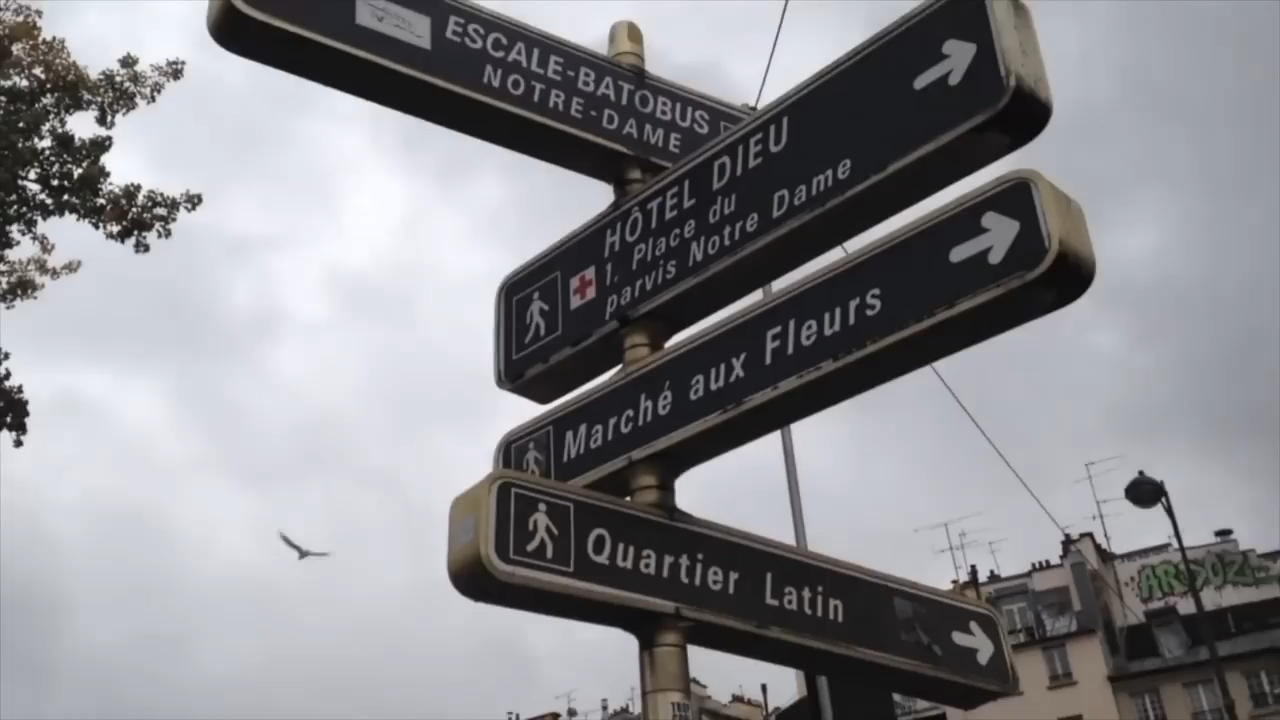 ESCALE-BATOBUS
NOTRE-DAME
HÔTEL DIEU
1. Place du
parvis Notre Dame
Marché aux Fleurs
Quartier Latin